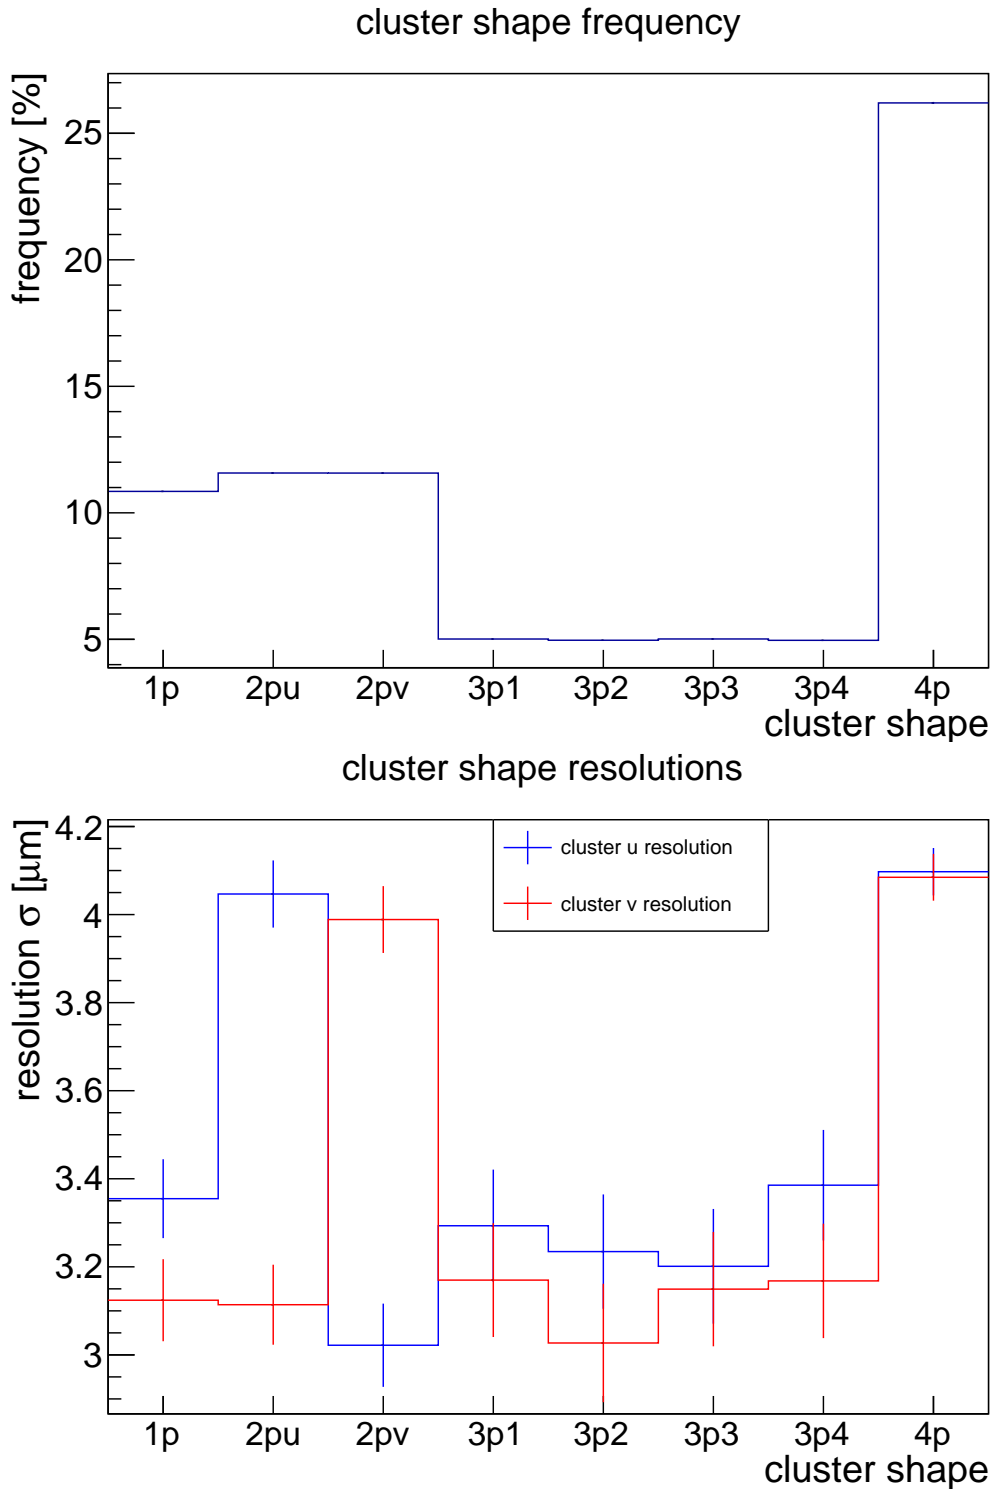 cluster shape frequency
frequency [%]
25
20
15
10
5
1p 2pu 2pv 3p1 3p2 3p3 3p4 4p
cluster shape
cluster shape resolutions
resolution σ [μm]
cluster u resolution
cluster v resolution
4.2
4
3.8
3.6
3.4
3.2
3
1p 2pu 2pv 3p1 3p2 3p3 3p4 4p
cluster shape